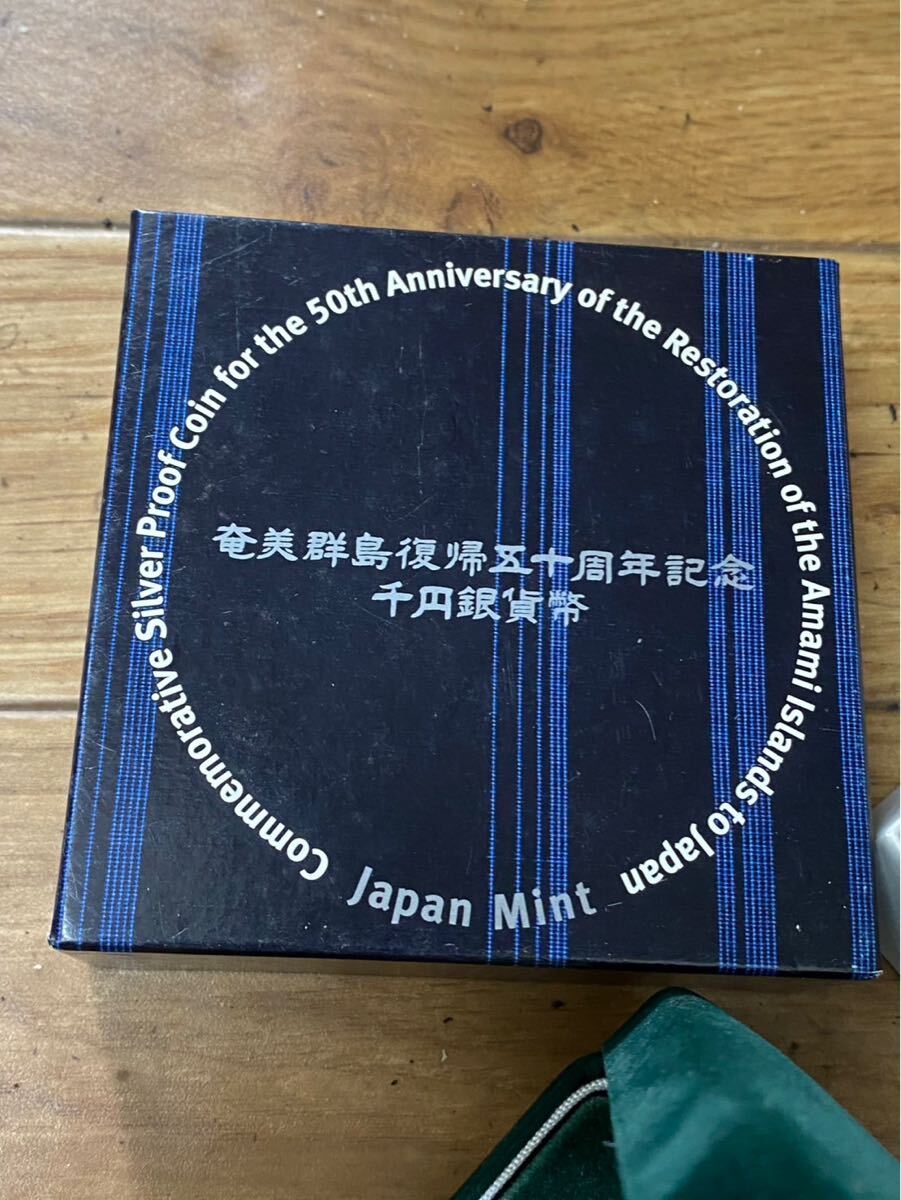 Commemorative Silver Proof Coin for the 50th Anniversary of the Restoration of the Amami Islands to Japan
奄美群島復帰五十周年記念
千円銀貨幣
Japan Mint